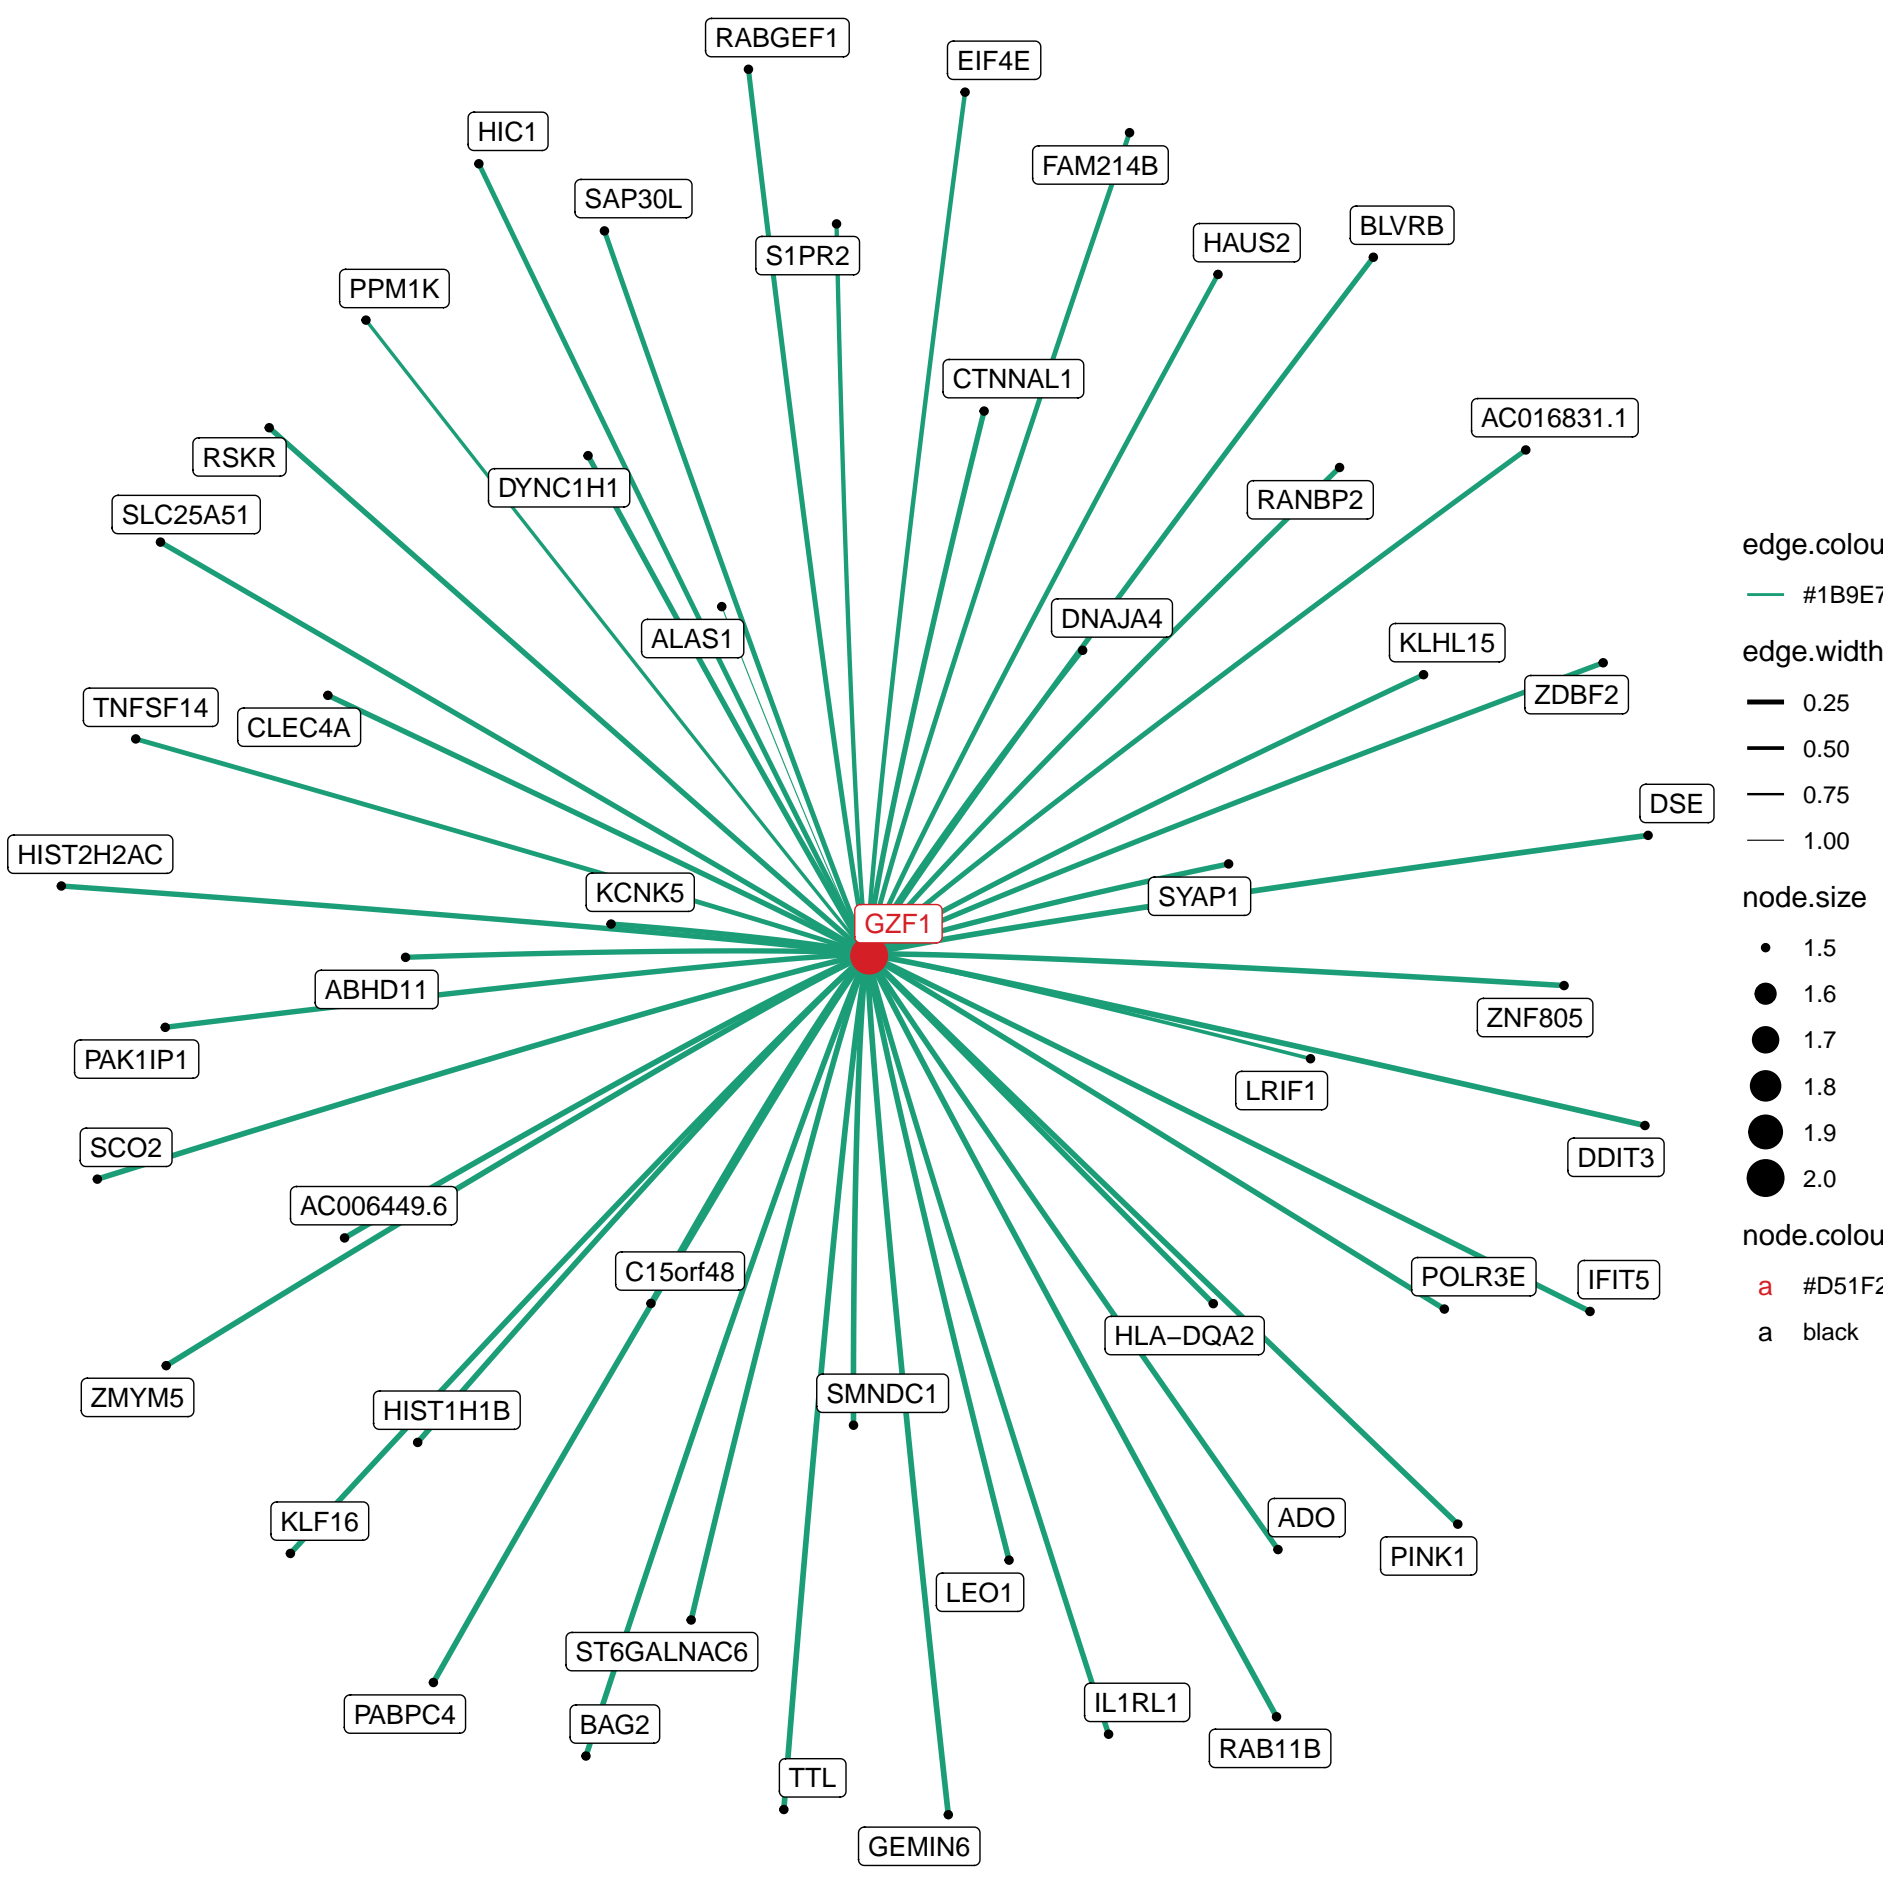 RABGEF1
EIF4E
HIC1
FAM214B
SAP30L
BLVRB
HAUS2
S1PR2
PPM1K
CTNNAL1
AC016831.1
RSKR
DYNC1H1
RANBP2
SLC25A51
edge.colou
#1B9E7
DNAJA4
ALAS1
KLHL15
edge.width
ZDBF2
0.25
TNFSF14
CLEC4A
0.50
0.75
DSE
0.25
1.00
HIST2H2AC
KCNK5
SYAP1
node.size
GZF1
1.5
ABHD11
1.6
ZNF805
1.7
PAK1IP1
LRIF1
1.8
1.9
SCO2
DDIT3
2.0
AC006449.6
node.colou
C15orf48
POLR3E
IFIT5
a #D51F2
a black
HLA−DQA2
ZMYM5
SMNDC1
HIST1H1B
KLF16
ADO
PINK1
LEO1
ST6GALNAC6
IL1RL1
PABPC4
BAG2
RAB11B
TTL
GEMIN6